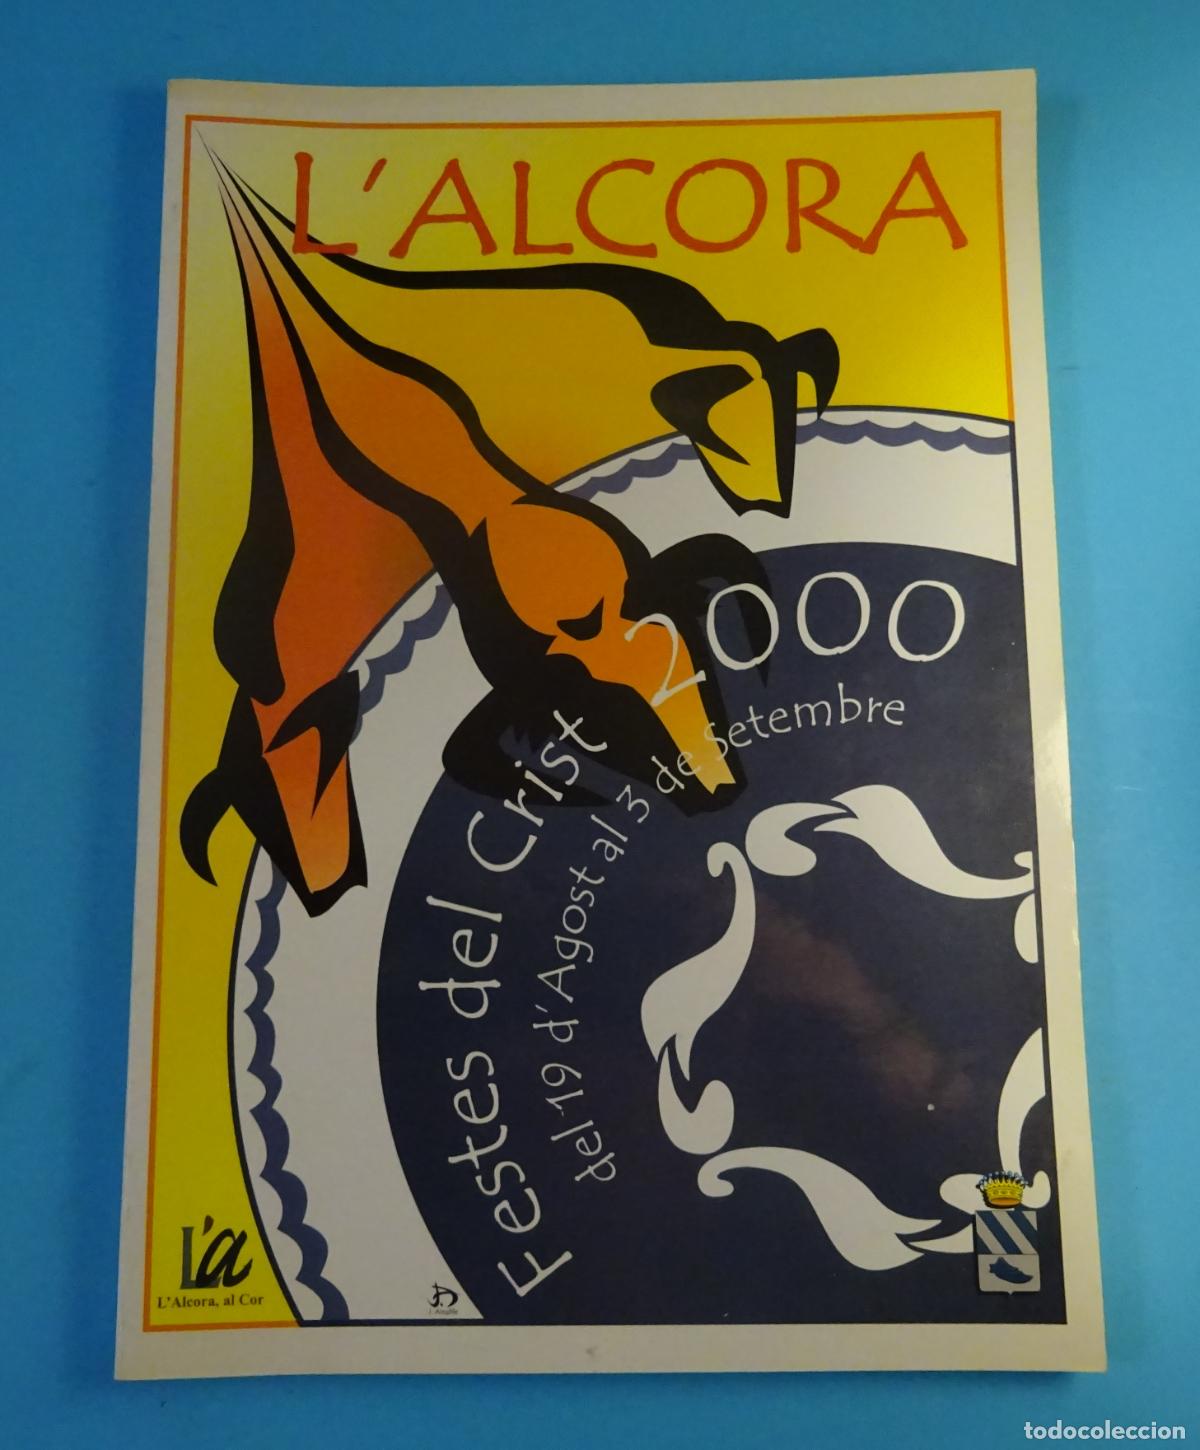 L'ALCORA
2000
Festes del Crist
del 19 d'Agost al 3 de Setembre
L'a
L'Alcora, al Cor
todocoleccion